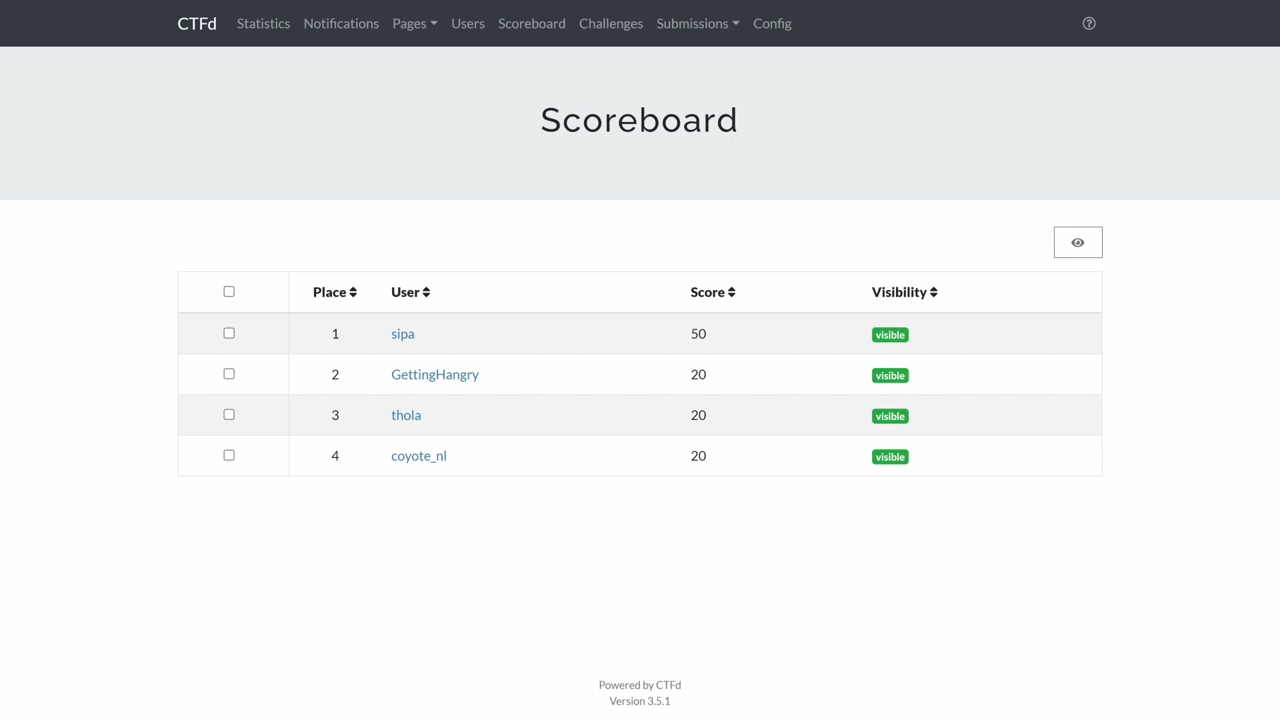 CTFd Statistics Notifications Pages Users Scoreboard Challenges Submissions Config
Scoreboard
Place User Score Visibility
1 sipa 50 visible
2 GettingHangry 20 visible
3 thola 20 visible
4 coyote_nl 20 visible
Powered by CTFd
Version 3.5.1